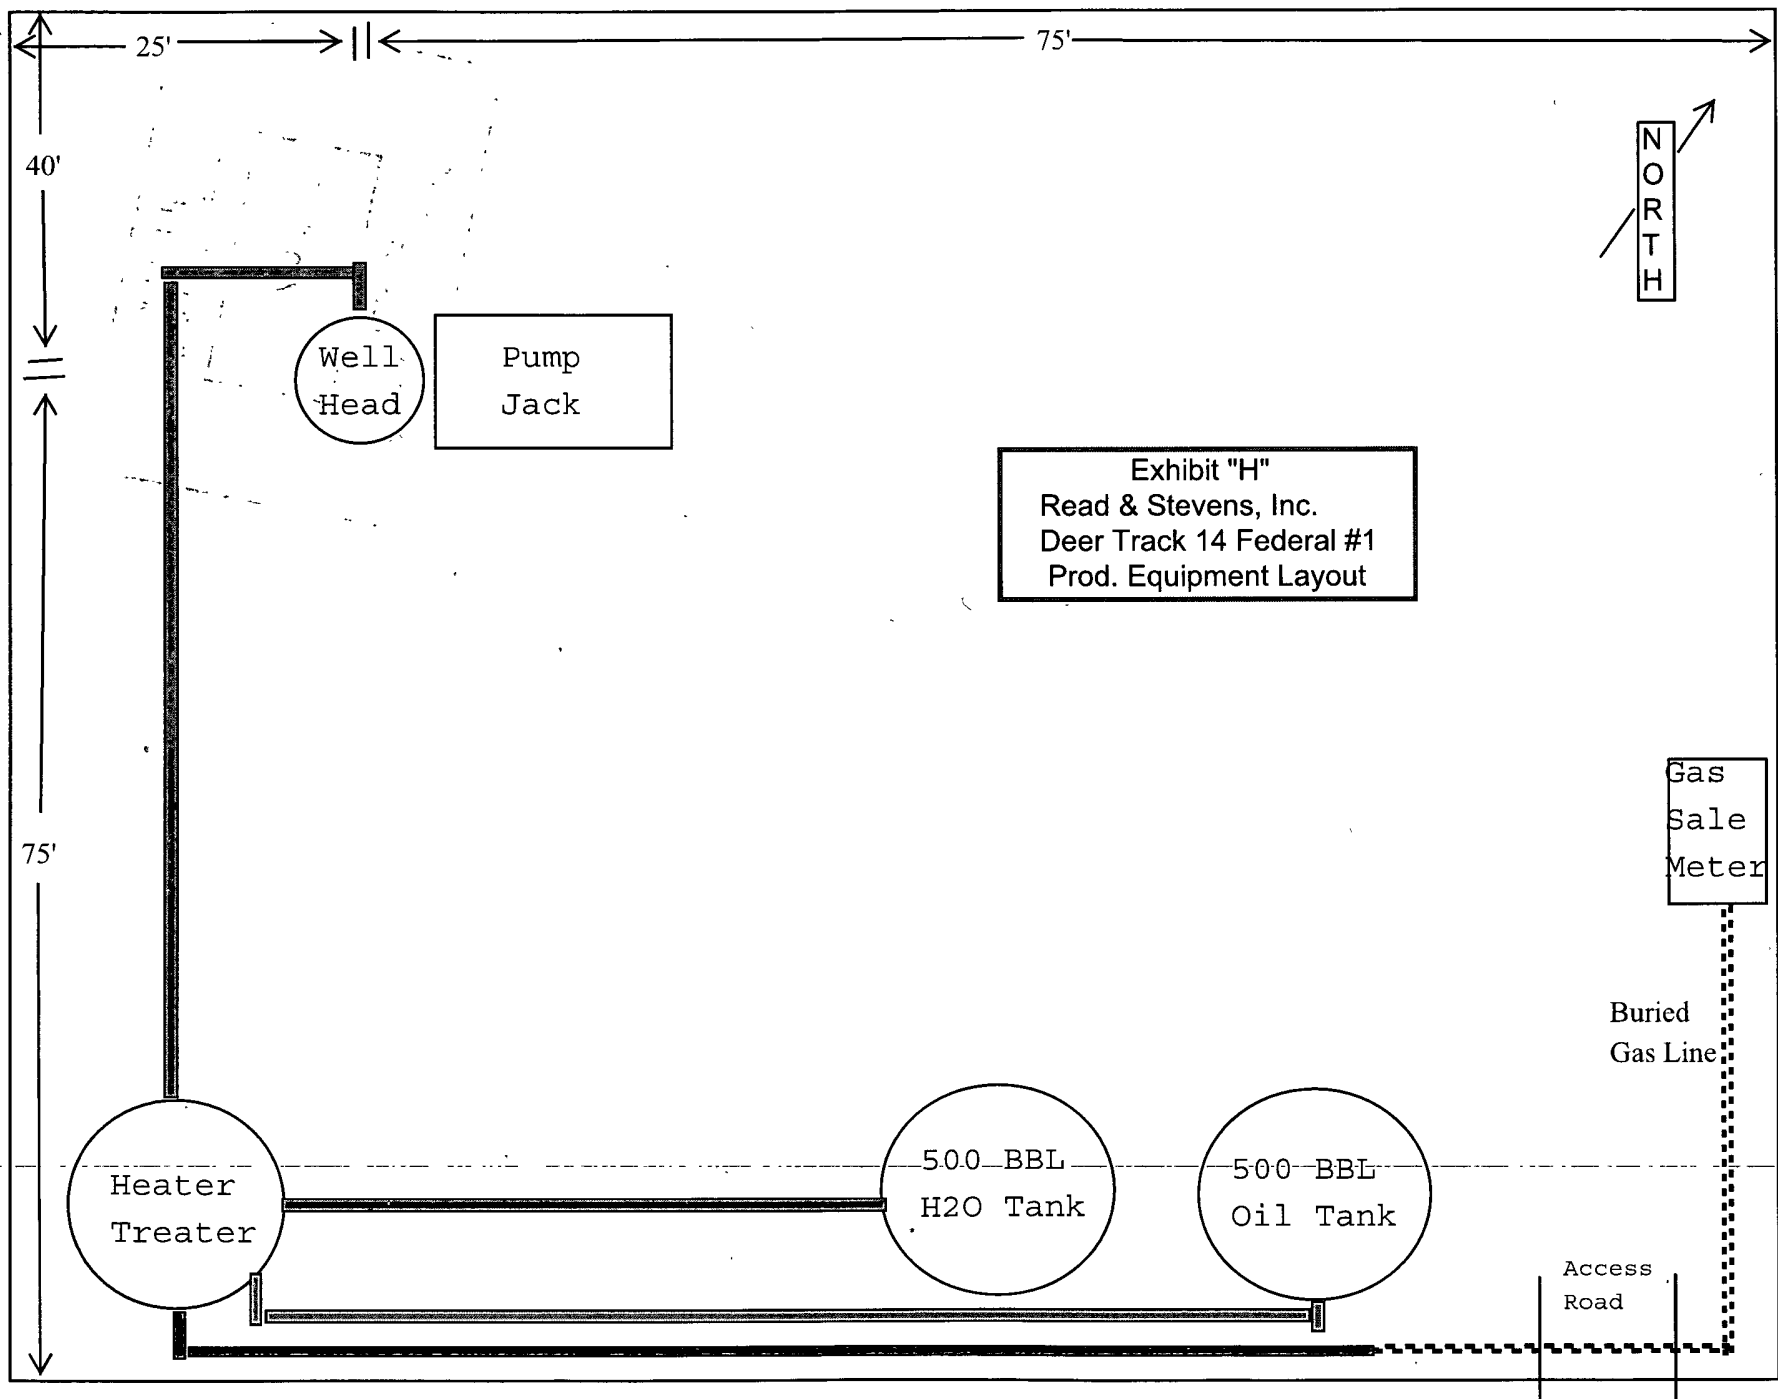 25'
75'
40'
NORTH
Well
Head
Pump
Jack
Exhibit "H"
Read & Stevens, Inc.
Deer Track 14 Federal #1
Prod. Equipment Layout
Gas
Sale
Meter
75'
Buried
Gas Line
Heater
Treater
500 BBL
H2O Tank
500 BBL
Oil Tank
Access
Road